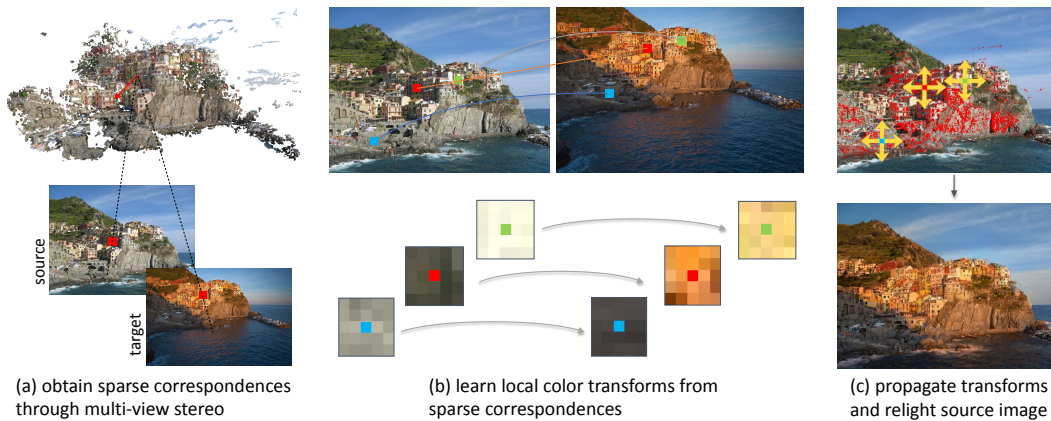 source
target
(a) obtain sparse correspondences
through multi-view stereo
(b) learn local color transforms from
sparse correspondences
(c) propagate transforms
and relight source image